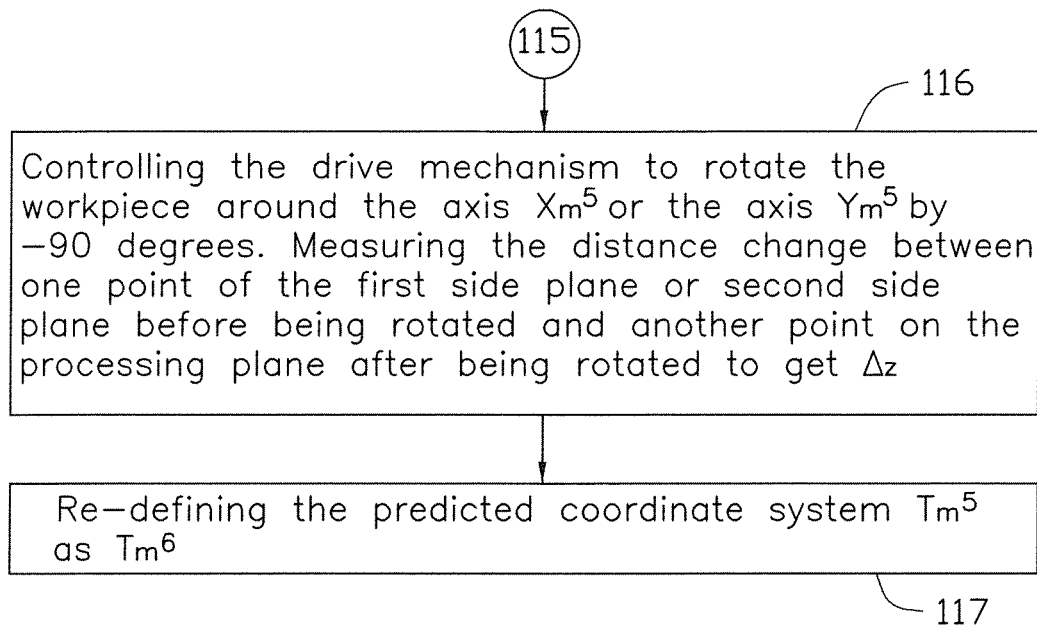 115
116
Controlling the drive mechanism to rotate the
workpiece around the axis Xm⁵ or the axis Ym⁵ by
−90 degrees. Measuring the distance change between
one point of the first side plane or second side
plane before being rotated and another point on the
processing plane after being rotated to get Δz
Re−defining the predicted coordinate system Tm⁵
as Tm⁶
117